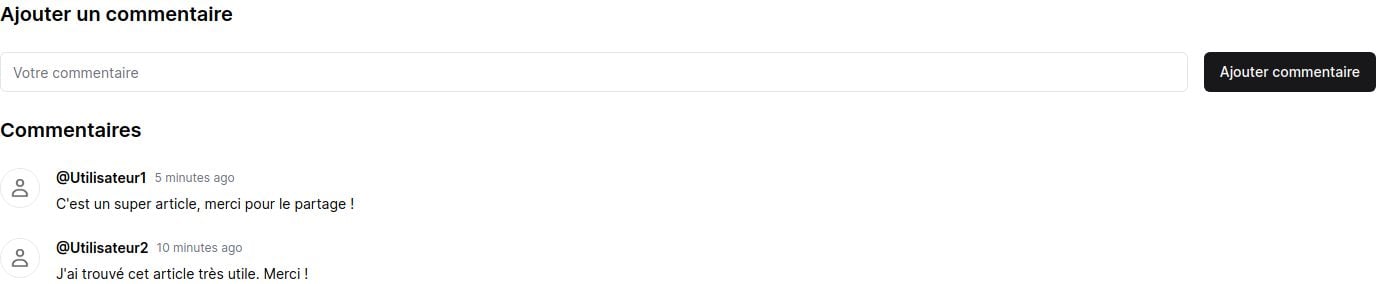 Ajouter un commentaire
Votre commentaire
Ajouter commentaire
Commentaires
@Utilisateur1 5 minutes ago
C'est un super article, merci pour le partage !
@Utilisateur2 10 minutes ago
J'ai trouvé cet article très utile. Merci !